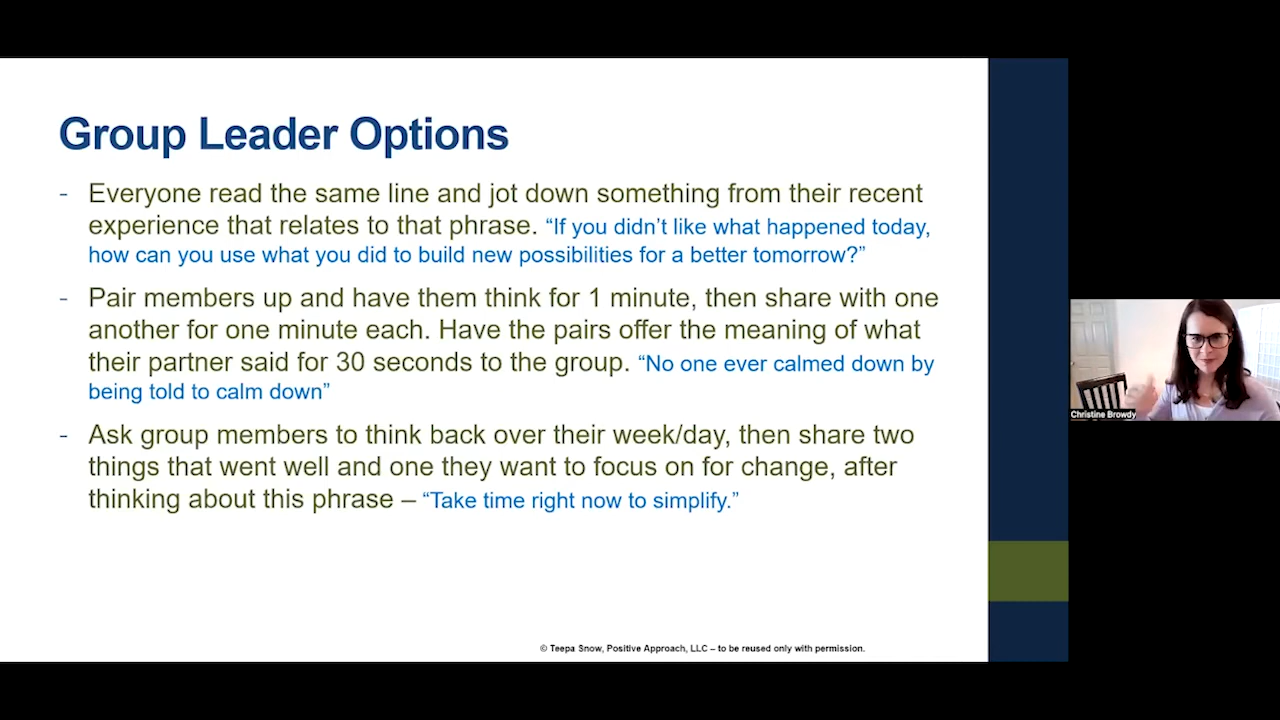 Group Leader Options
- Everyone read the same line and jot down something from their recent
experience that relates to that phrase. “If you didn’t like what happened today,
how can you use what you did to build new possibilities for a better tomorrow?”
- Pair members up and have them think for 1 minute, then share with one
another for one minute each. Have the pairs offer the meaning of what
their partner said for 30 seconds to the group. “No one ever calmed down by
being told to calm down”
- Ask group members to think back over their week/day, then share two
things that went well and one they want to focus on for change, after
thinking about this phrase – “Take time right now to simplify.”
Christine Browdy
© Teepa Snow, Positive Approach, LLC – to be reused only with permission.